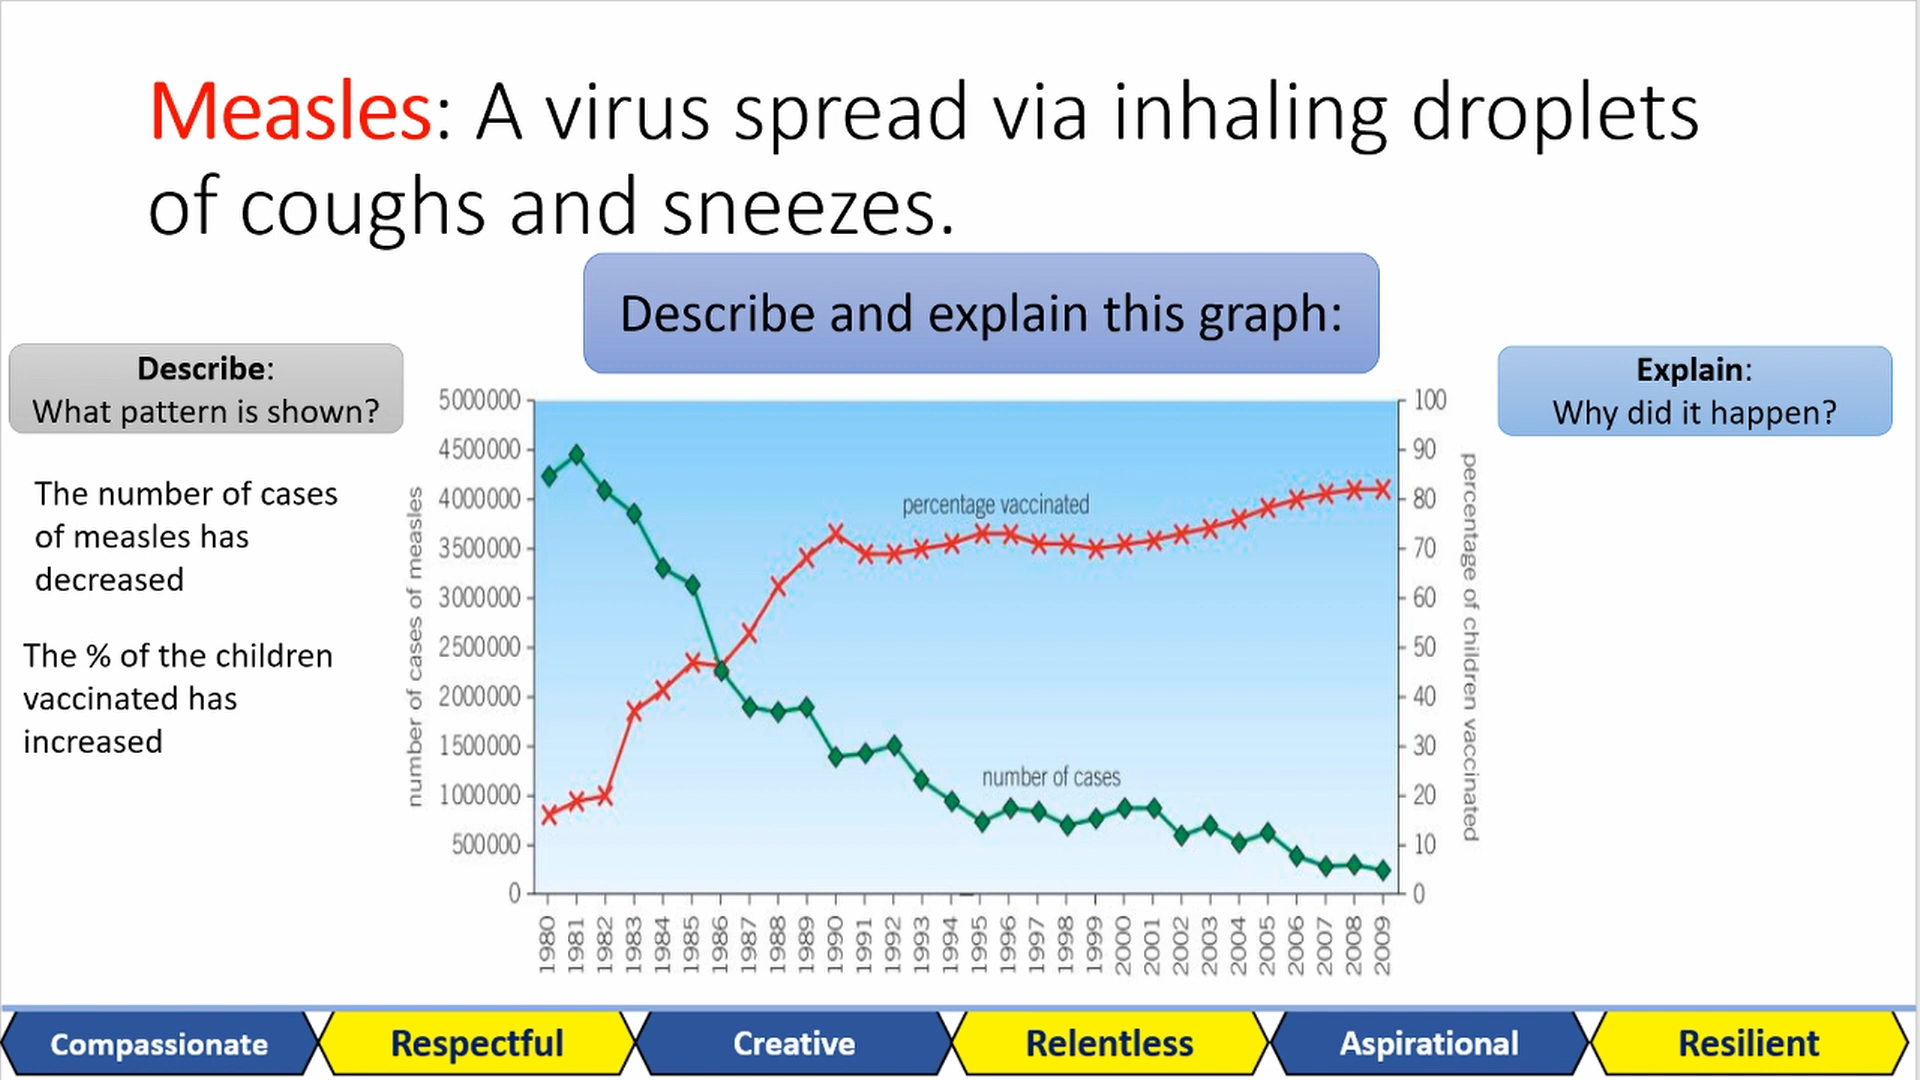 Measles: A virus spread via inhaling droplets
of coughs and sneezes.
Describe and explain this graph:
Describe:
What pattern is shown?
The number of cases
of measles has
decreased
The % of the children
vaccinated has
increased
Explain:
Why did it happen?
number of cases of measles
5000000
4500000
4000000
3500000
3000000
2500000
2000000
1500000
1000000
500000
0
percentage vaccinated
number of cases
100
90
80
70
60
50
40
30
20
10
0
percentage of children vaccinated
1980 1981 1982 1983 1984 1985 1986 1987 1988 1989 1990 1991 1992 1993 1994 1995 1996 1997 1998 1999 2000 2001 2002 2003 2004 2005 2006 2007 2008 2009
Compassionate Respectful Creative Relentless Aspirational Resilient